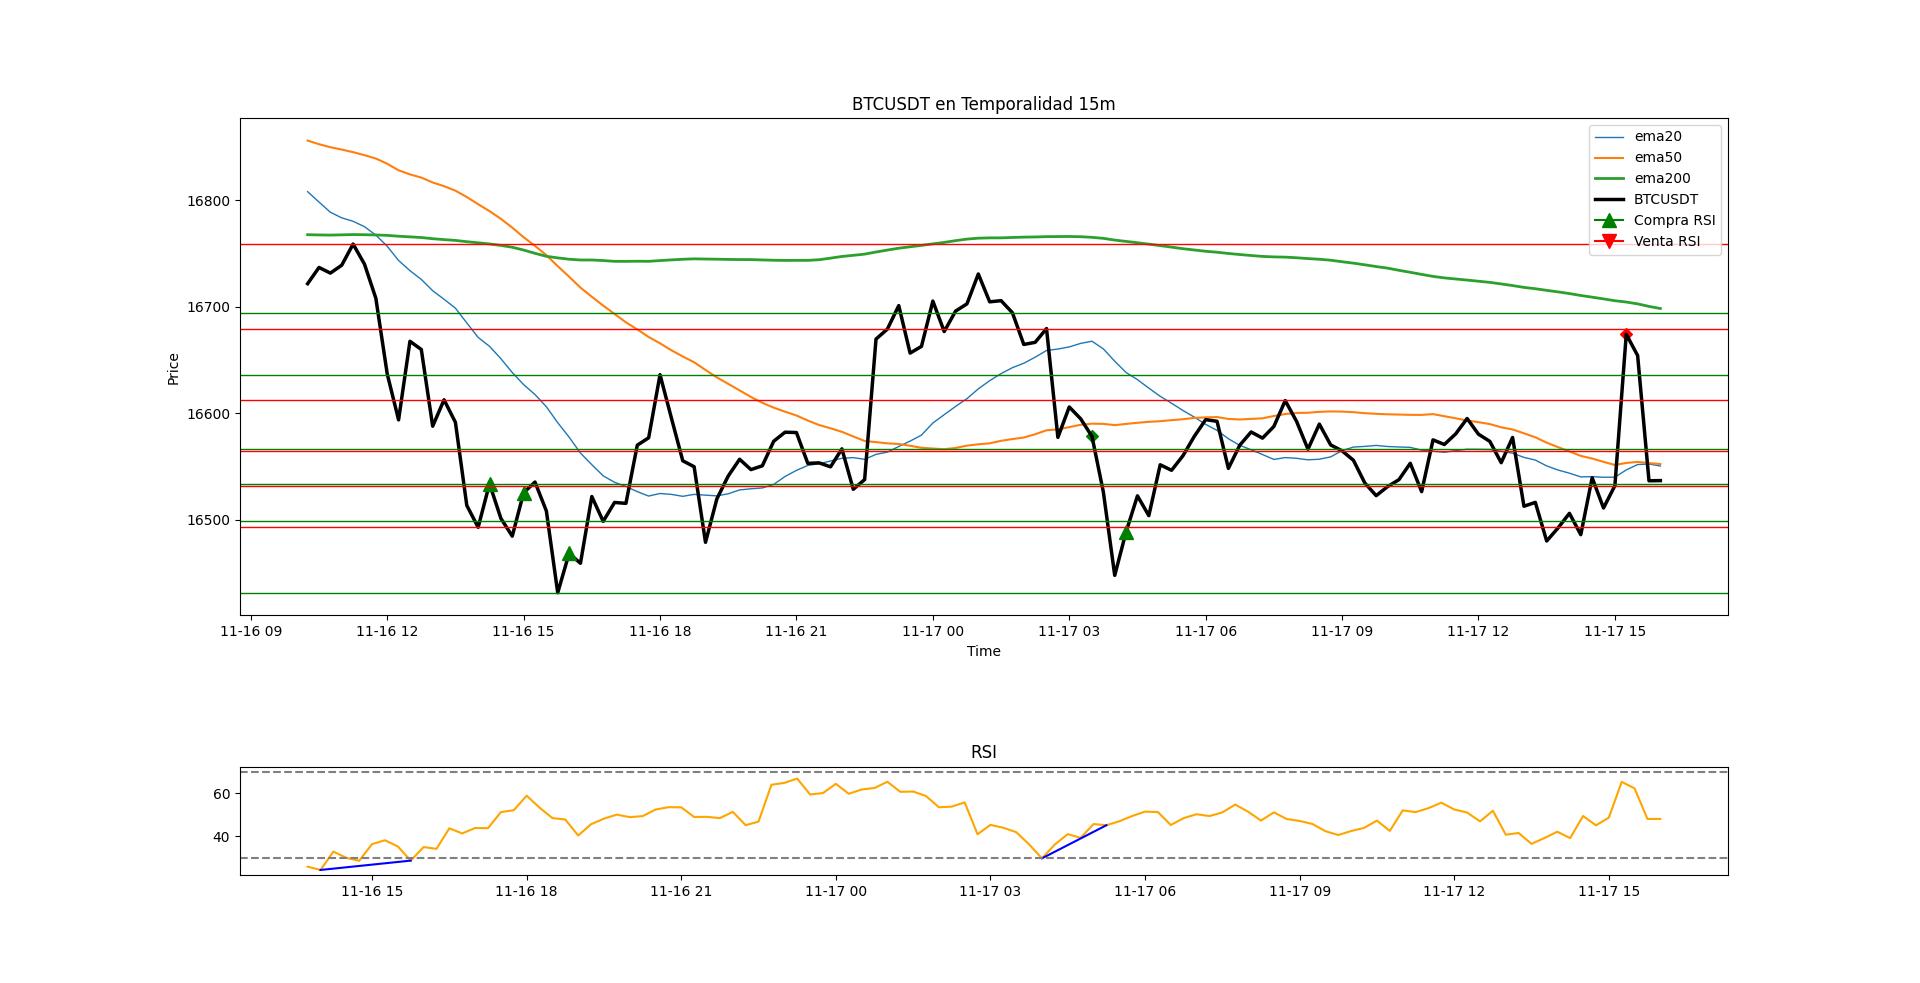 BTCUSDT en Temporalidad 15m
ema20
ema50
ema200
BTCUSDT
Compra RSI
Venta RSI
Price
16800
16700
16600
16500
11-16 09 11-16 12 11-16 15 11-16 18 11-16 21 11-17 00 11-17 03 11-17 06 11-17 09 11-17 12 11-17 15
Time
RSI
60
40
11-16 15 11-16 18 11-16 21 11-17 00 11-17 03 11-17 06 11-17 09 11-17 12 11-17 15